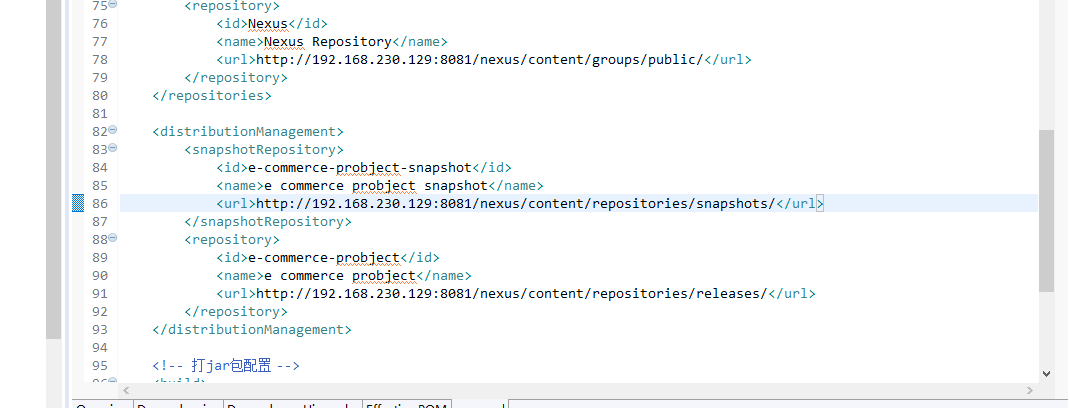 75 <repository>
76 <id>Nexus</id>
77 <name>Nexus Repository</name>
78 <url>http://192.168.230.129:8081/nexus/content/groups/public/</url>
79 </repository>
80 </repositories>
81
82 <distributionManagement>
83 <snapshotRepository>
84 <id>e-commerce-probject-snapshot</id>
85 <name>e commerce probject snapshot</name>
86 <url>http://192.168.230.129:8081/nexus/content/repositories/snapshots/</url>
87 </snapshotRepository>
88 <repository>
89 <id>e-commerce-probject</id>
90 <name>e commerce probject</name>
91 <url>http://192.168.230.129:8081/nexus/content/repositories/releases/</url>
92 </repository>
93 </distributionManagement>
94
95 <!-- 打jar包配置 -->
96 <build>